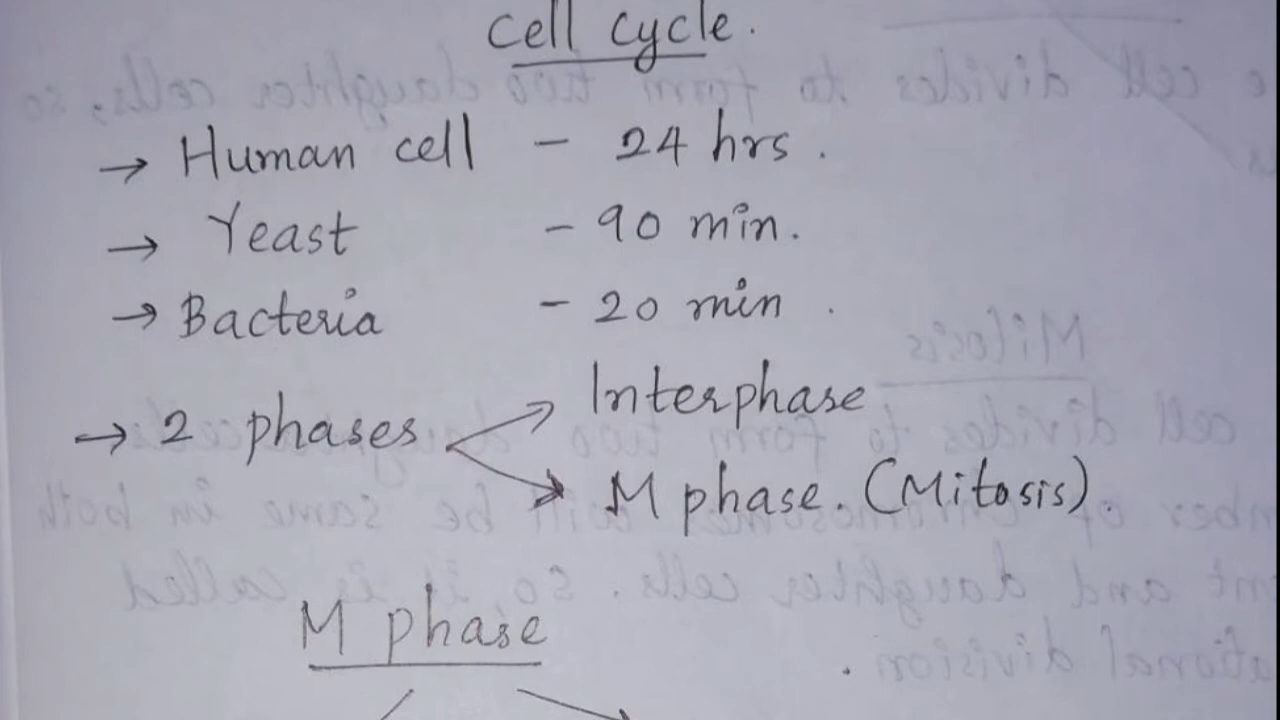 Cell Cycle.
→ Human cell - 24 hrs.
→ Yeast - 90 min.
→ Bacteria - 20 min.
→ 2 phases
Interphase
M phase. (Mitosis).
M phase